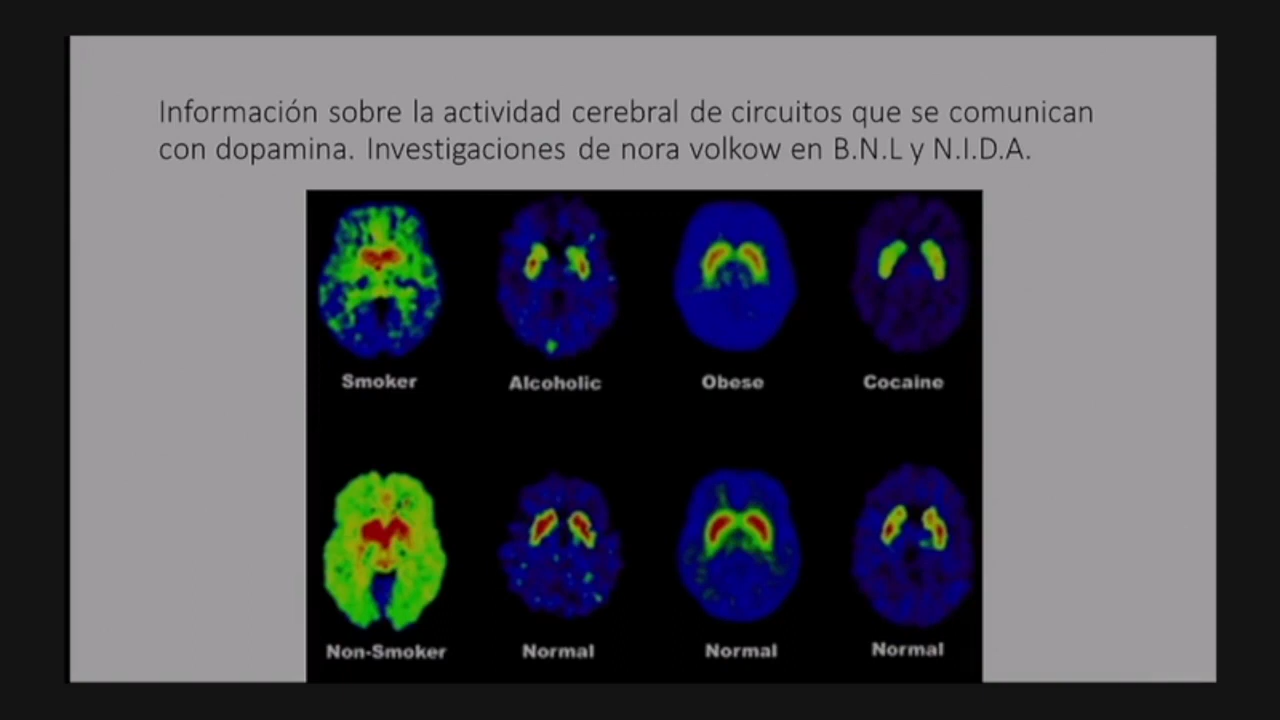 Información sobre la actividad cerebral de circuitos que se comunican
con dopamina. Investigaciones de nora volkow en B.N.L y N.I.D.A.
Smoker Alcoholic Obese Cocaine
Non-Smoker Normal Normal Normal